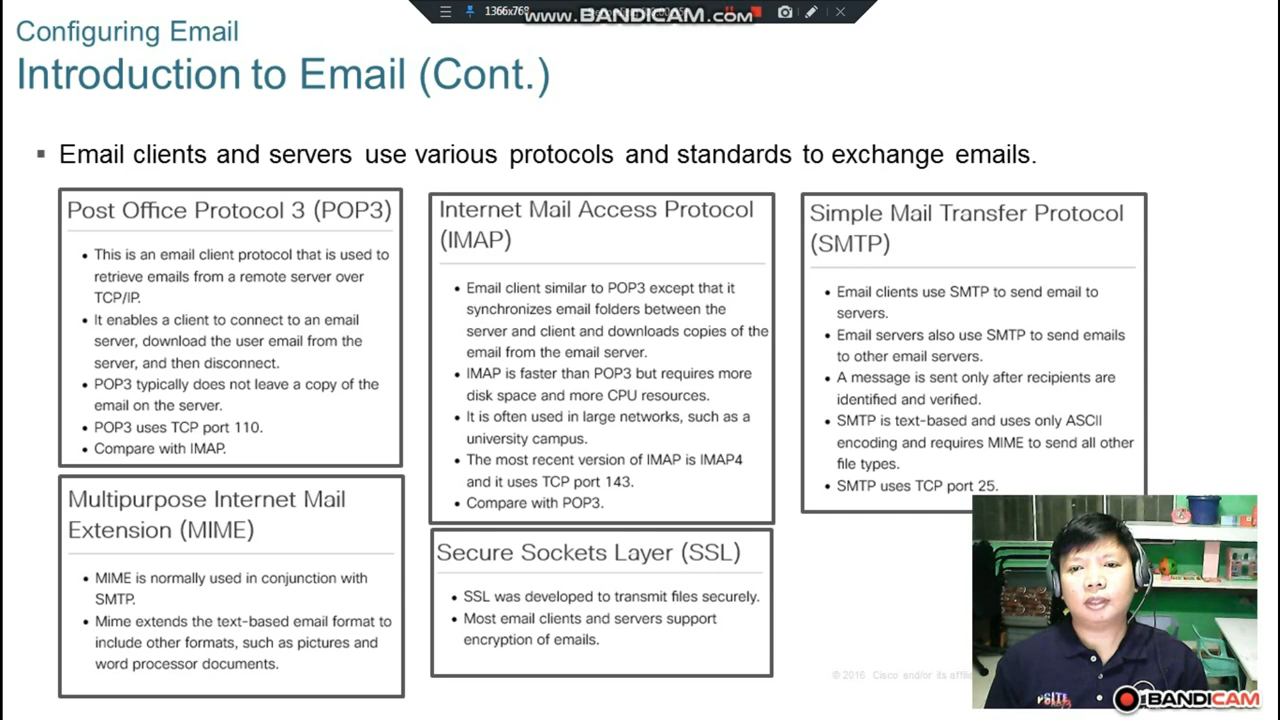 1366x768
www.BANDICAM.com
Configuring Email
Introduction to Email (Cont.)
Email clients and servers use various protocols and standards to exchange emails.
Post Office Protocol 3 (POP3)
• This is an email client protocol that is used to
retrieve emails from a remote server over
TCP/IP.
• It enables a client to connect to an email
server, download the user email from the
server, and then disconnect.
• POP3 typically does not leave a copy of the
email on the server.
• POP3 uses TCP port 110.
• Compare with IMAP.
Internet Mail Access Protocol
(IMAP)
• Email client similar to POP3 except that it
synchronizes email folders between the
server and client and downloads copies of the
email from the email server.
• IMAP is faster than POP3 but requires more
disk space and more CPU resources.
• It is often used in large networks, such as a
university campus.
• The most recent version of IMAP is IMAP4
and it uses TCP port 143.
• Compare with POP3.
Simple Mail Transfer Protocol
(SMTP)
• Email clients use SMTP to send email to
servers.
• Email servers also use SMTP to send emails
to other email servers.
• A message is sent only after recipients are
identified and verified.
• SMTP is text-based and uses only ASCII
encoding and requires MIME to send all other
file types.
• SMTP uses TCP port 25.
Multipurpose Internet Mail
Extension (MIME)
• MIME is normally used in conjunction with
SMTP.
• Mime extends the text-based email format to
include other formats, such as pictures and
word processor documents.
Secure Sockets Layer (SSL)
• SSL was developed to transmit files securely.
• Most email clients and servers support
encryption of emails.
© 2016 Cisco and/or its
BANDICAM